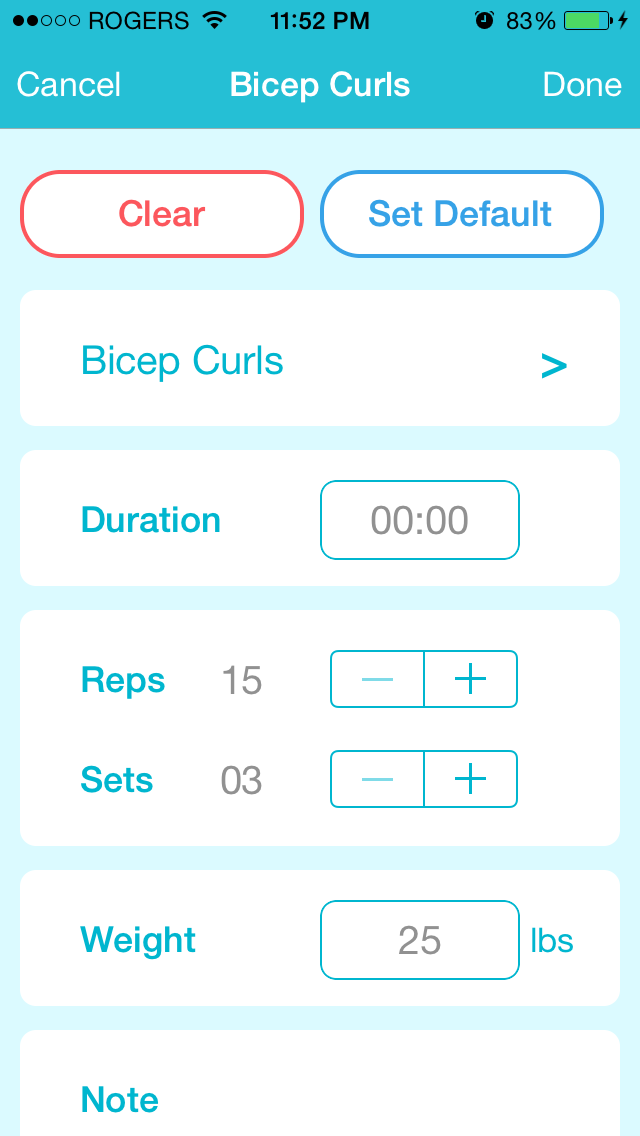 ROGERS 11:52 PM 83%
Cancel Bicep Curls Done
Clear Set Default
Bicep Curls >
Duration 00:00
Reps 15 − +
Sets 03 − +
Weight 25 lbs
Note